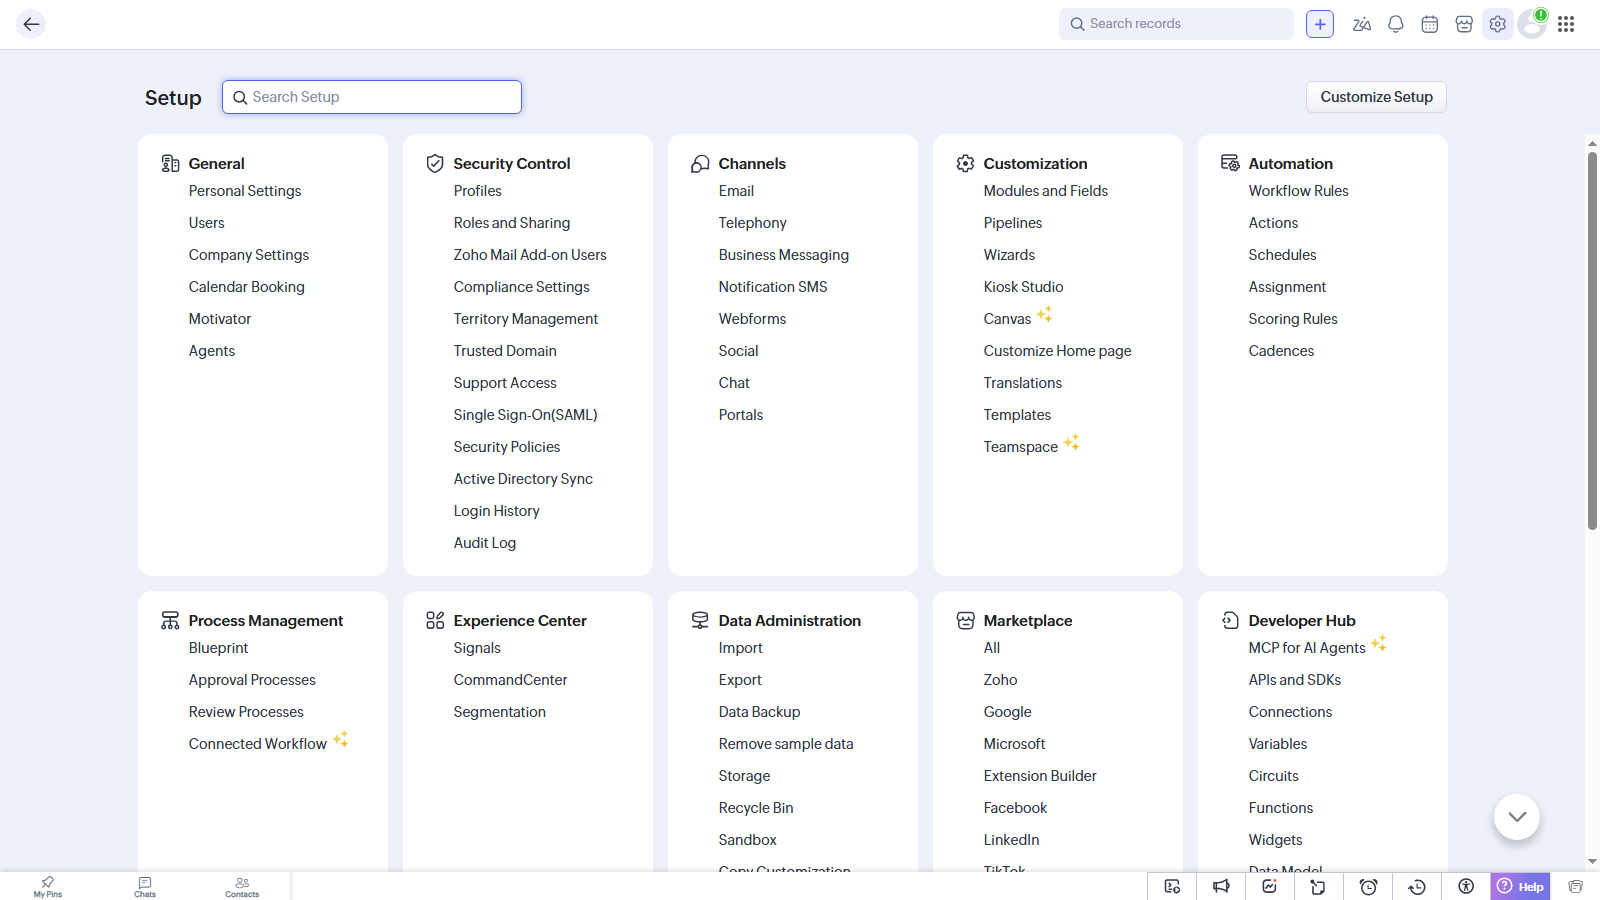 Search records
Setup
Search Setup
Customize Setup
General
Personal Settings
Users
Company Settings
Calendar Booking
Motivator
Agents
Security Control
Profiles
Roles and Sharing
Zoho Mail Add-on Users
Compliance Settings
Territory Management
Trusted Domain
Support Access
Single Sign-On(SAML)
Security Policies
Active Directory Sync
Login History
Audit Log
Channels
Email
Telephony
Business Messaging
Notification SMS
Webforms
Social
Chat
Portals
Customization
Modules and Fields
Pipelines
Wizards
Kiosk Studio
Canvas
Customize Home page
Translations
Templates
Teamspace
Automation
Workflow Rules
Actions
Schedules
Assignment
Scoring Rules
Cadences
Process Management
Blueprint
Approval Processes
Review Processes
Connected Workflow
Experience Center
Signals
CommandCenter
Segmentation
Data Administration
Import
Export
Data Backup
Remove sample data
Storage
Recycle Bin
Sandbox
Copy Customization
Marketplace
All
Zoho
Google
Microsoft
Extension Builder
Facebook
LinkedIn
TikTok
Developer Hub
MCP for AI Agents
APIs and SDKs
Connections
Variables
Circuits
Functions
Widgets
Data Model
My Pins
Chats
Contacts
Help